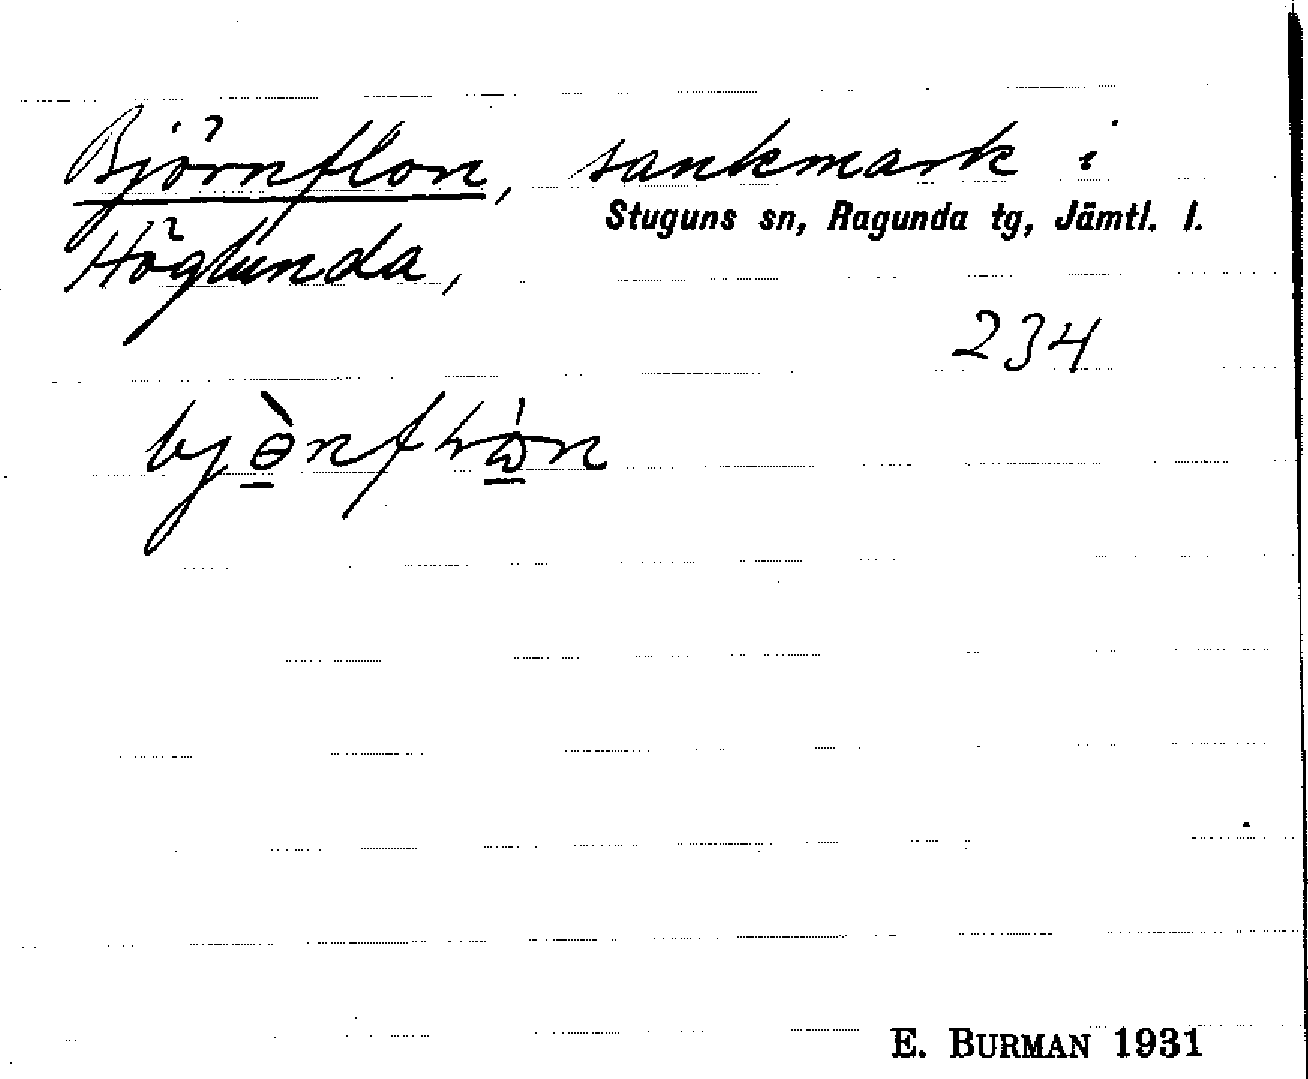 Björnflon, sankmark i
Stuguns sn, Ragunda tg, Jämtl. l.
Höglunda,
234
E. BURMAN 1931